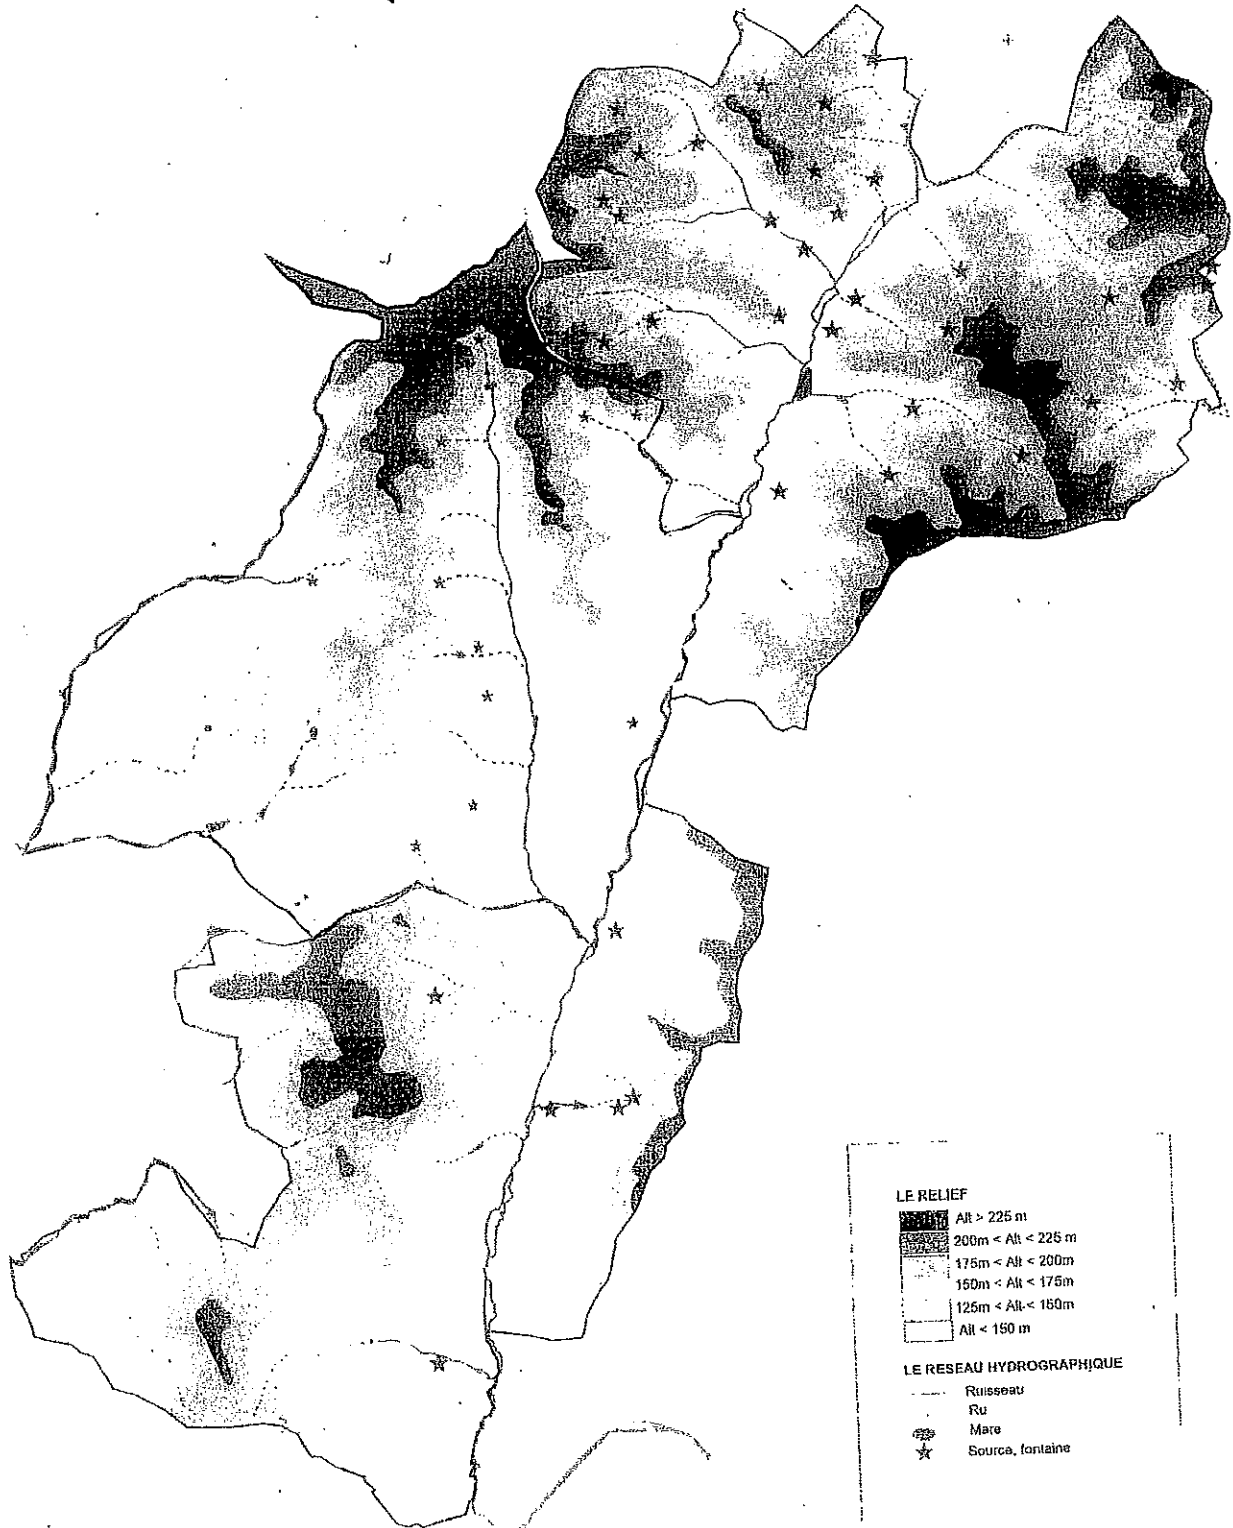 LE RELIEF
Alt > 225 m
200m < Alt < 225 m
175m < Alt < 200m
150m < Alt < 175m
125m < Alt < 150m
Alt < 150 m
LE RESEAU HYDROGRAPHIQUE
Ruisseau
Ru
Mare
Source, fontaine